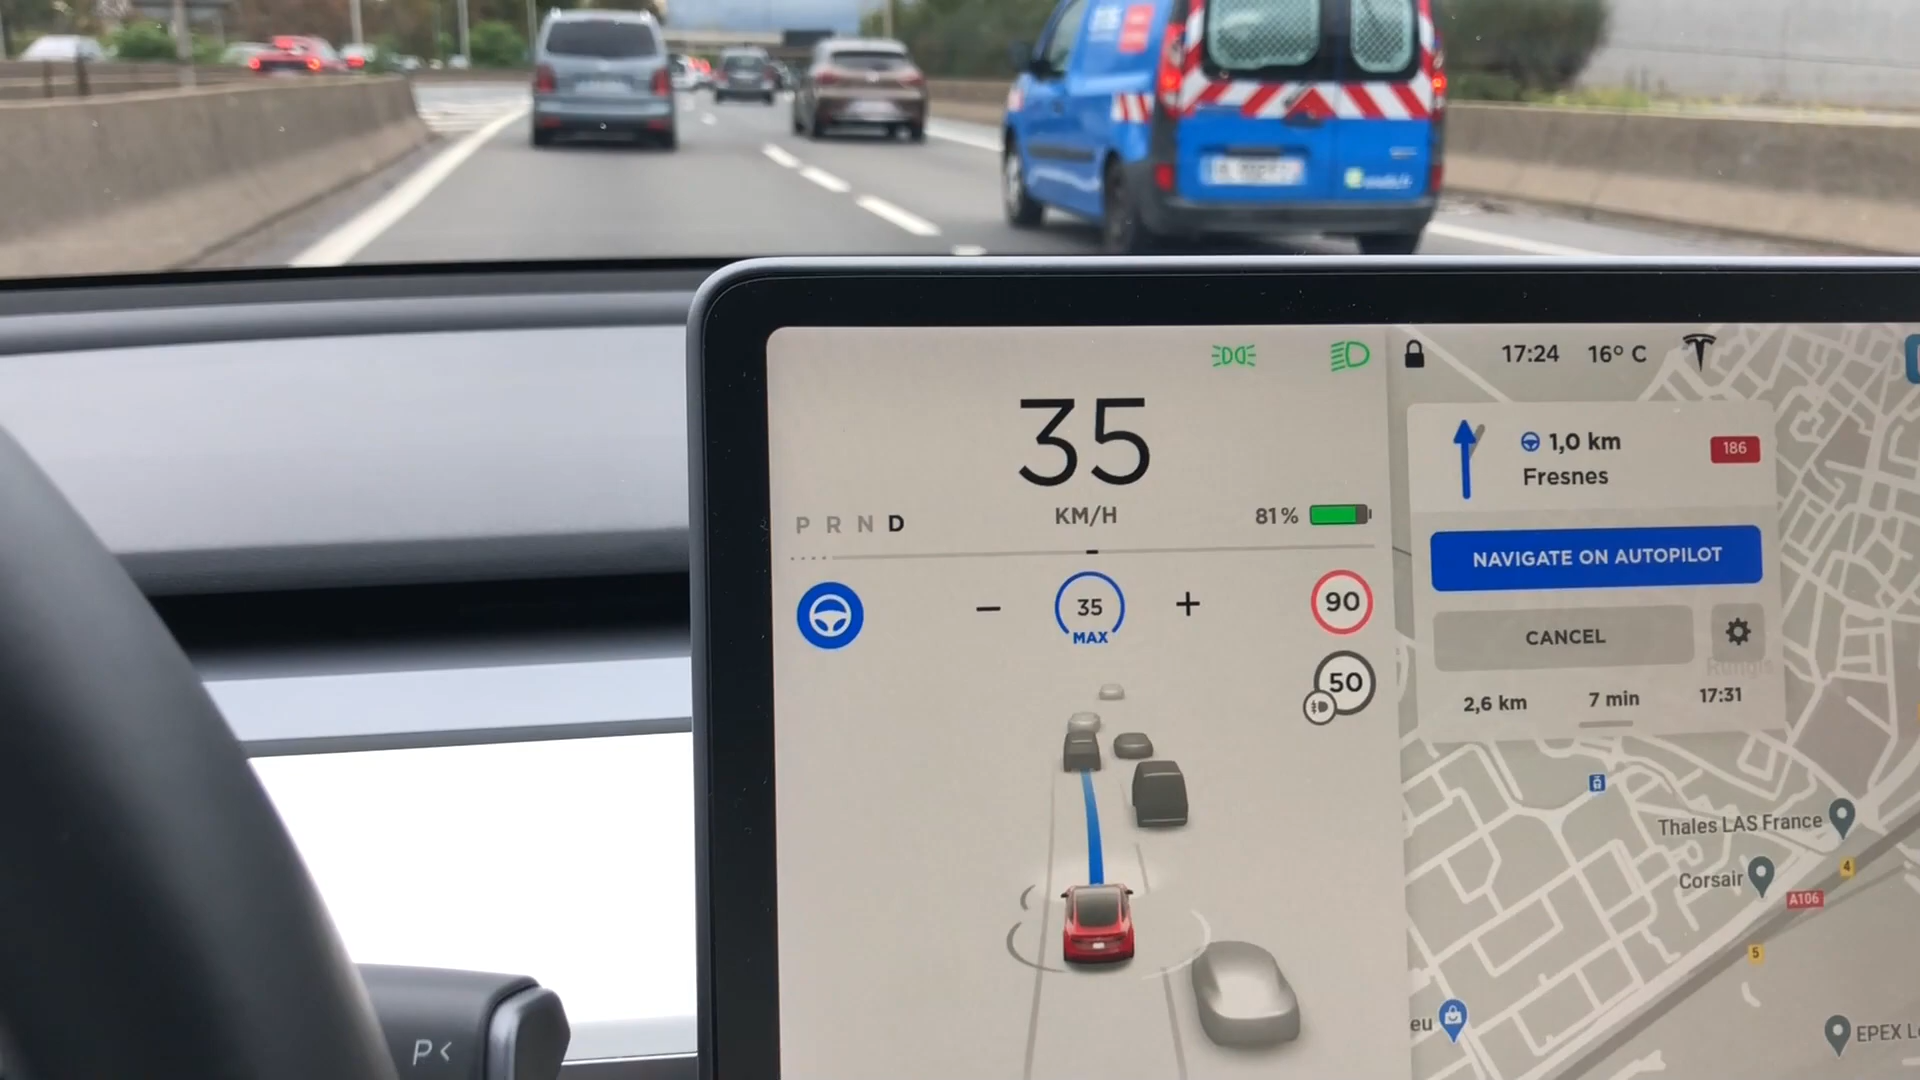 17:24 16° C
35
KM/H
P R N D
81%
35
MAX
90
50
1,0 km
186
Fresnes
NAVIGATE ON AUTOPILOT
CANCEL
Rungis
2,6 km 7 min 17:31
Thales LAS France
Corsair
4
A106
5
eu
EPEX L
P<